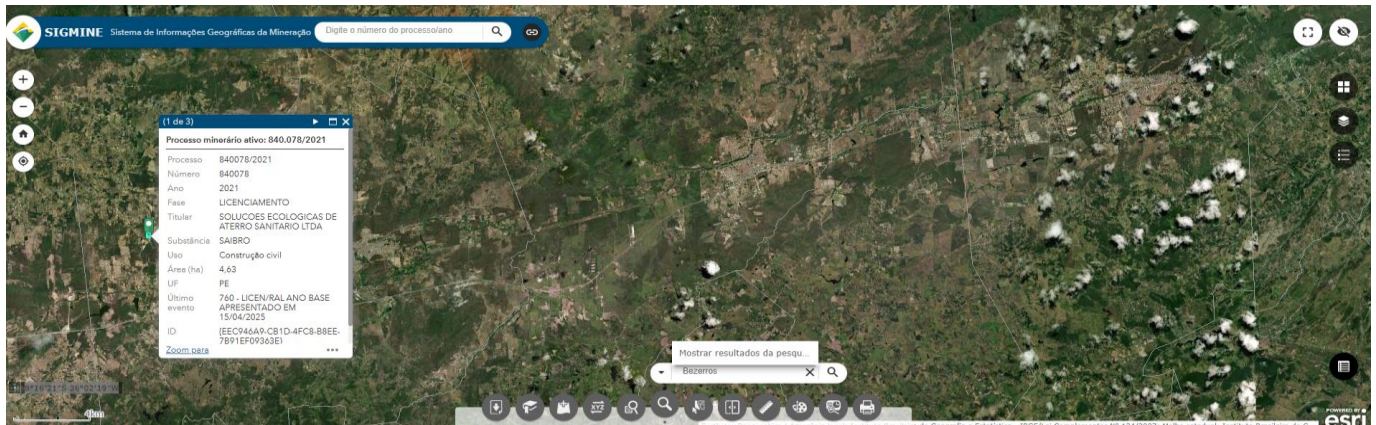 SIGMINE Sistema de Informações Geográficas da Mineração
Digite o número do processo/ano
(1 de 3)
Processo minerário ativo: 840.078/2021
Processo 840078/2021
Número 840078
Ano 2021
Fase LICENCIAMENTO
Titular SOLUCOES ECOLOGICAS DE
ATERRO SANITARIO LTDA
Substância SAIBRO
Uso Construção civil
Área (ha) 4,63
UF PE
Último 760 - LICEN/RAL ANO BASE
evento APRESENTADO EM
15/04/2025
ID {EEC946A9-CB1D-4FC8-B8EE-
7B91EF09363E}
Zoom para
Mostrar resultados da pesqu...
Bezerros
4km
XYZ
POWERED BY
esri